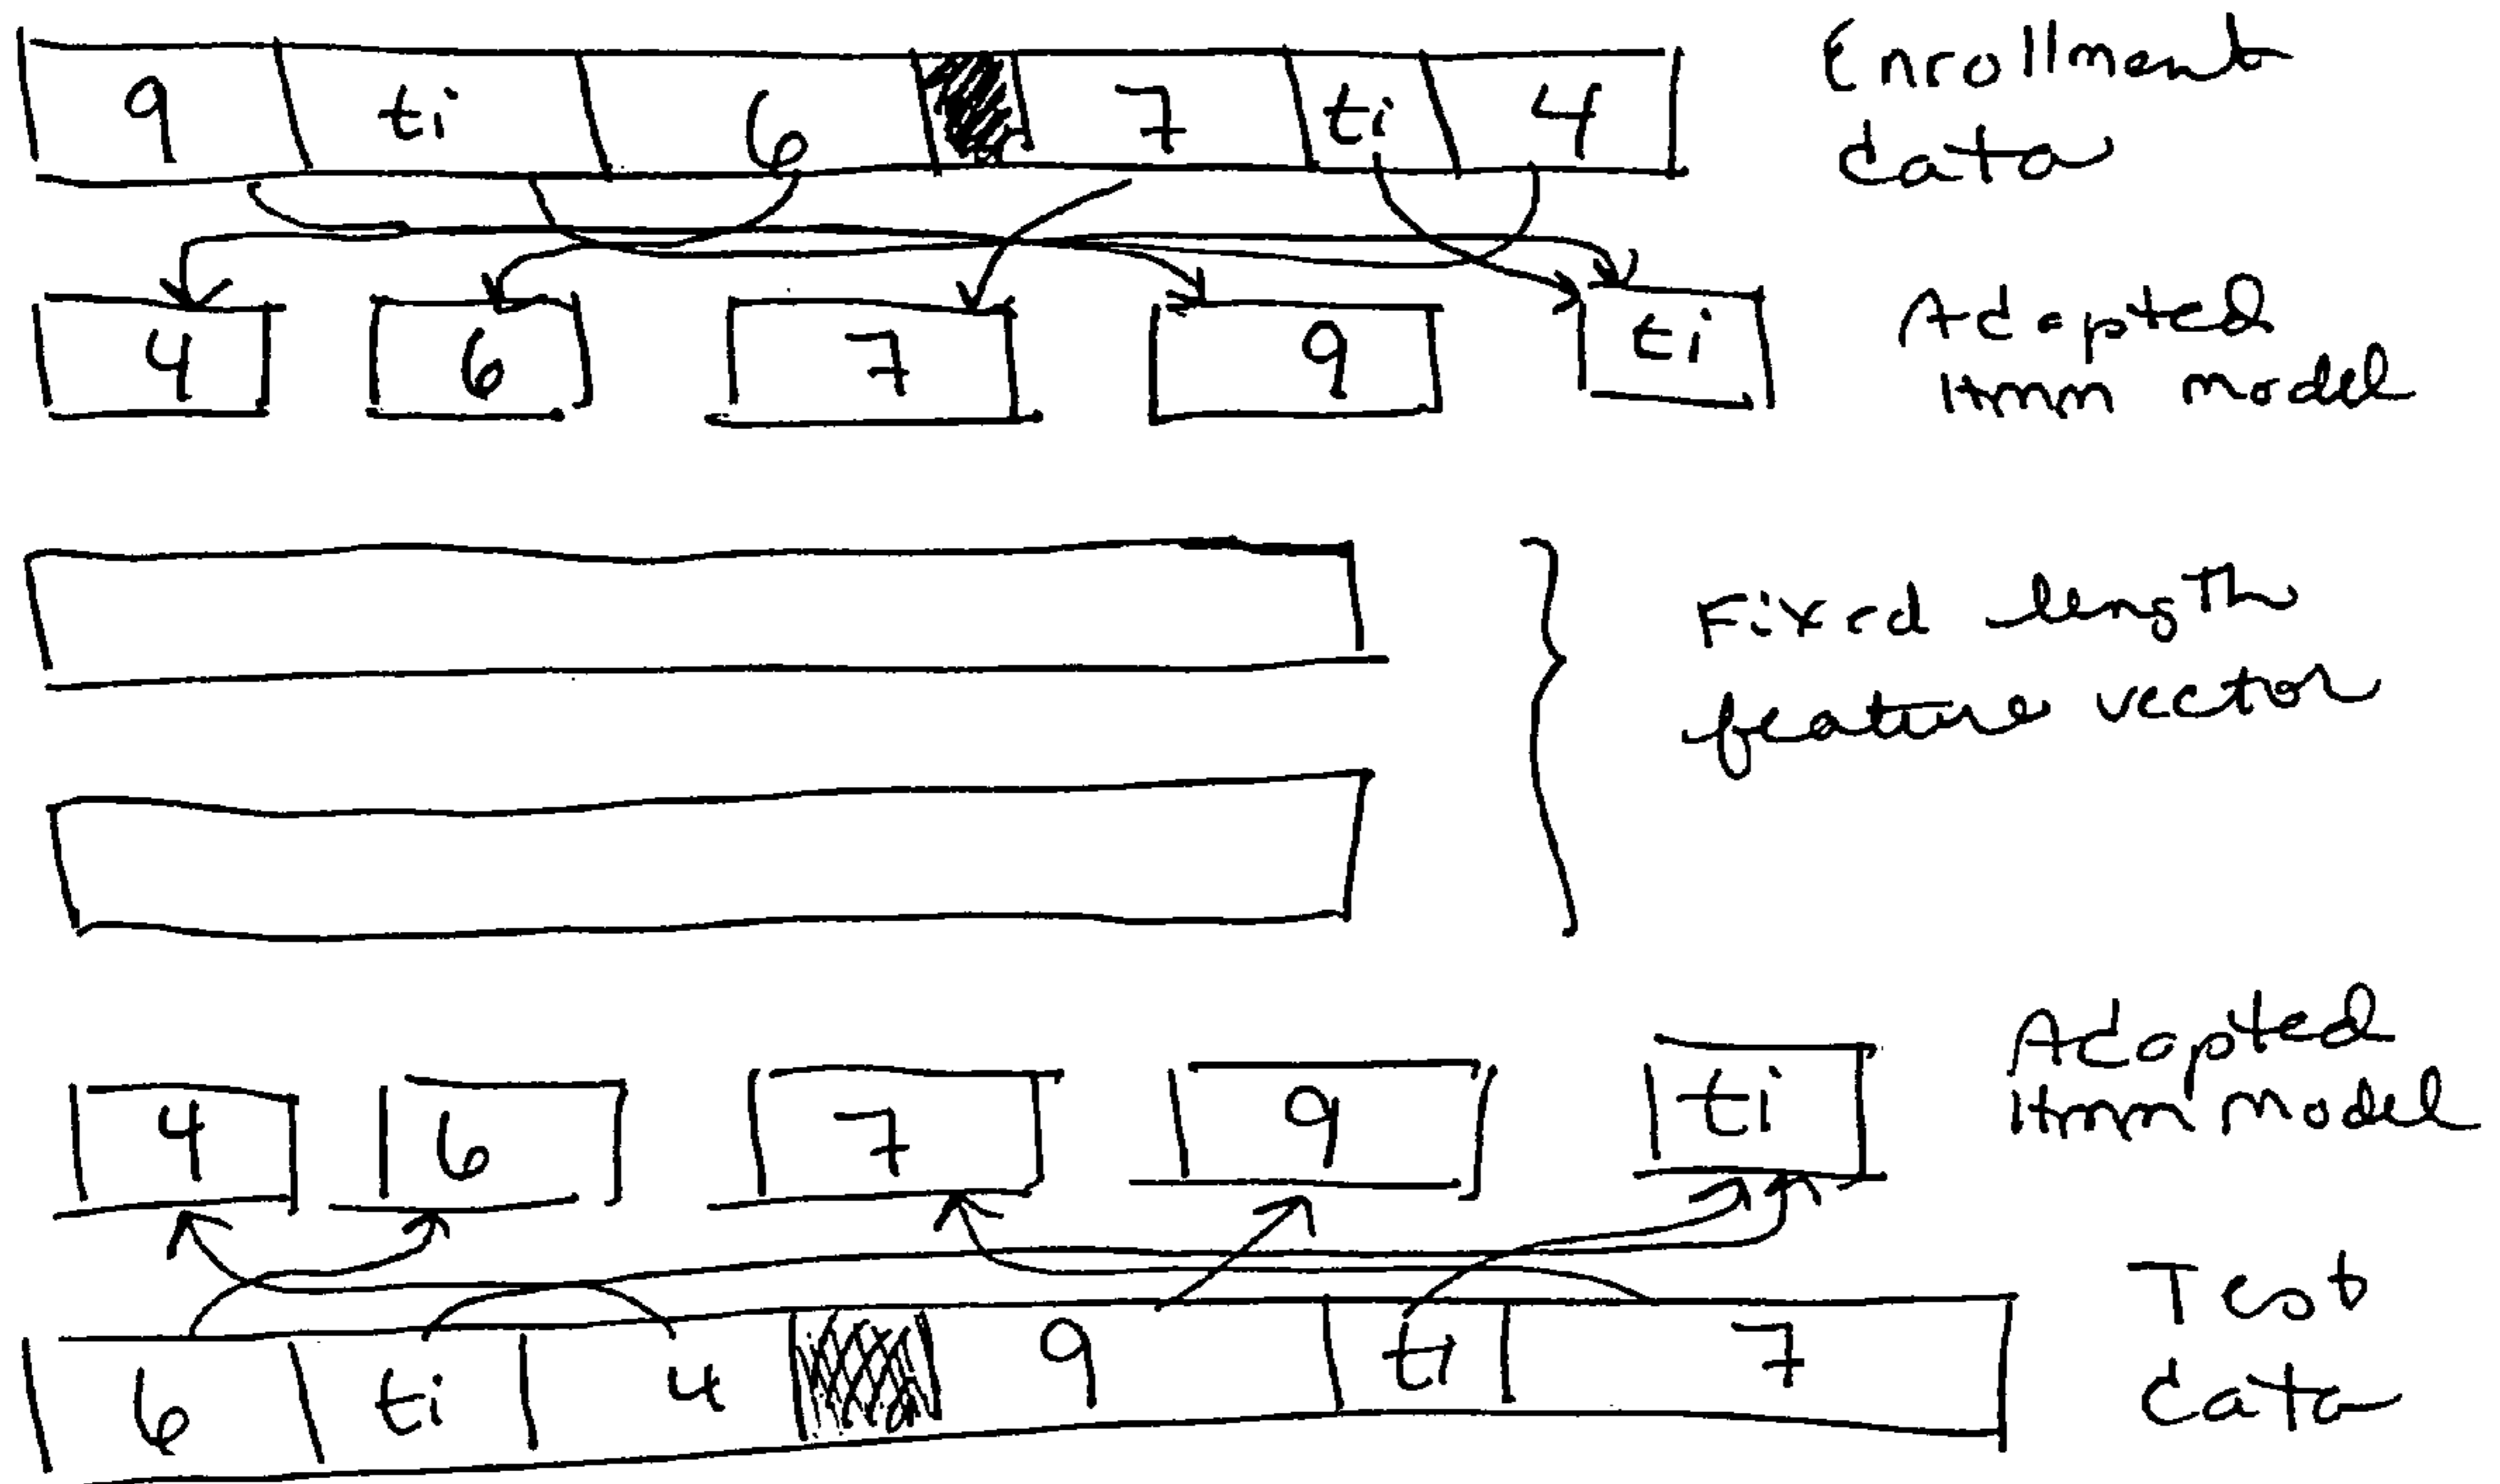 9 ti 6 7 ti 4
Enrollment
data
4 6 7 9 ti
Adapted
Hmm model
Fixed length
feature vector
Adapted
Hmm model
4 6 7 9 ti
6 ti 4 9 ti 7
Test
data